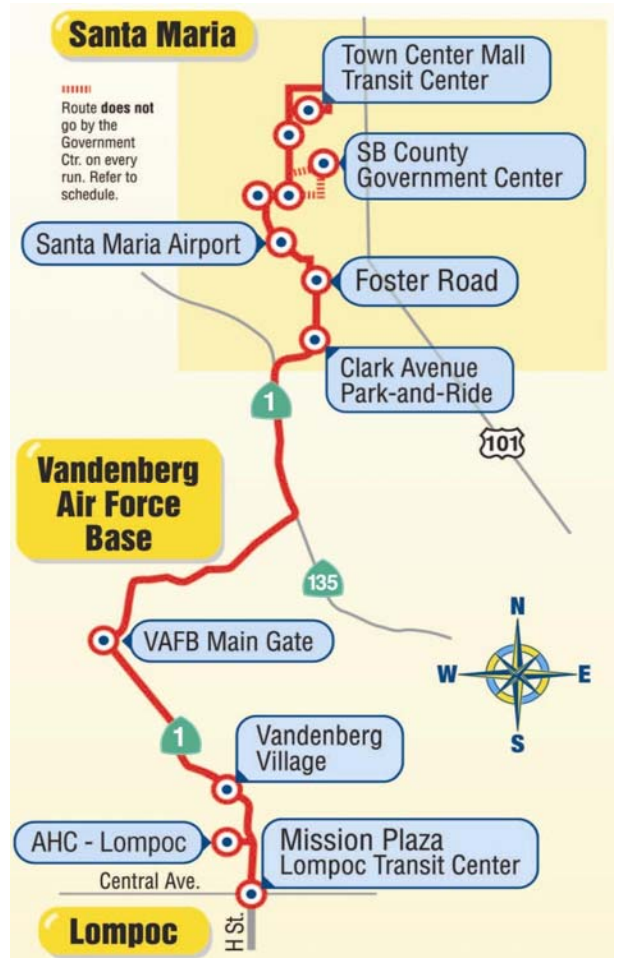 Santa Maria
Route does not
go by the
Government
Ctr. on every
run. Refer to
schedule.
Town Center Mall
Transit Center
SB County
Government Center
Santa Maria Airport
Foster Road
Clark Avenue
Park-and-Ride
1
101
Vandenberg
Air Force
Base
135
N
W
E
S
VAFB Main Gate
1
Vandenberg
Village
AHC - Lompoc
Mission Plaza
Lompoc Transit Center
Central Ave.
H St.
Lompoc